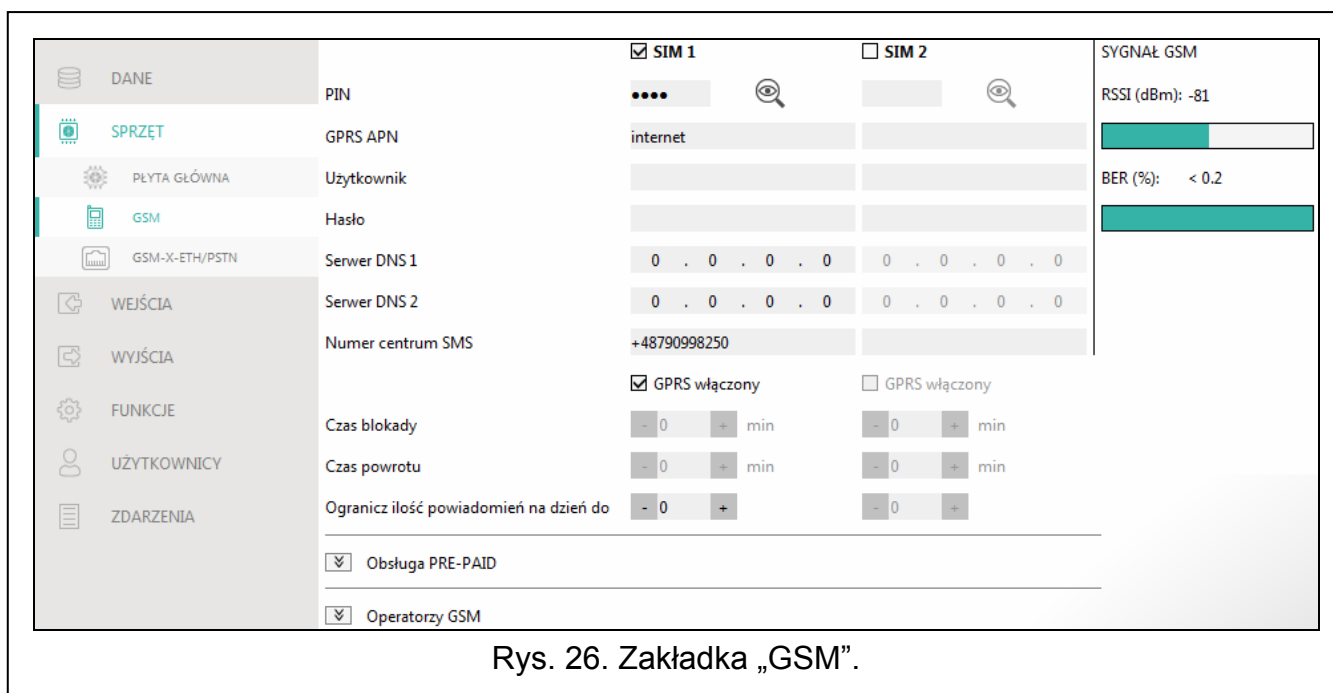 DANE
SPRZĘT
PŁYTA GŁÓWNA
GSM
GSM-X-ETH/PSTN
WEJŚCIA
WYJŚCIA
FUNKCJE
UŻYTKOWNICY
ZDARZENIA
SIM 1 SIM 2
PIN ••••
GPRS APN internet
Użytkownik
Hasło
Serwer DNS 1 0 . 0 . 0 . 0 0 . 0 . 0 . 0
Serwer DNS 2 0 . 0 . 0 . 0 0 . 0 . 0 . 0
Numer centrum SMS +48790998250
GPRS włączony GPRS włączony
Czas blokady - 0 + min - 0 + min
Czas powrotu - 0 + min - 0 + min
Ogranicz ilość powiadomień na dzień do - 0 + - 0 +
Obsługa PRE-PAID
Operatorzy GSM
SYGNAŁ GSM
RSSI (dBm): -81
BER (%): < 0.2
Rys. 26. Zakładka „GSM”.